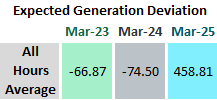 Expected Generation Deviation
Mar-23 Mar-24 Mar-25
All
Hours -66.87 -74.50 458.81
Average